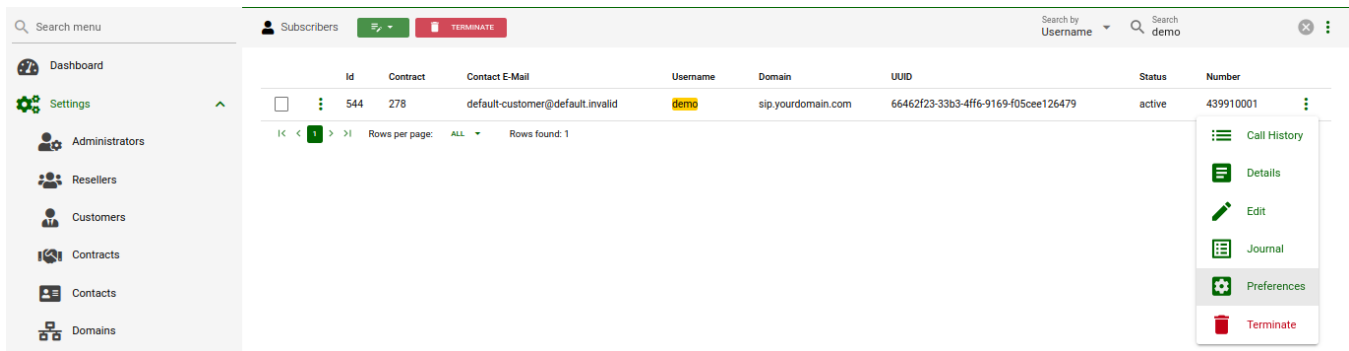 Search menu
Dashboard
Settings
Administrators
Resellers
Customers
Contracts
Contacts
Domains
Subscribers
TERMINATE
Search by
Username
Search
demo
Id Contract Contact E-Mail Username Domain UUID Status Number
544 278 default-customer@default.invalid demo sip.yourdomain.com 66462f23-33b3-4ff6-9169-f05cee126479 active 439910001
1 Rows per page: ALL Rows found: 1
Call History
Details
Edit
Journal
Preferences
Terminate